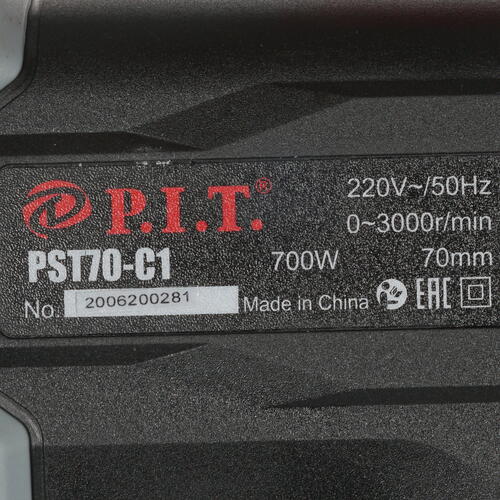 P.I.T.®
220V~/50Hz
0~3000r/min
PST70-C1
700W
70mm
No. 2006200281
Made in China
EAC